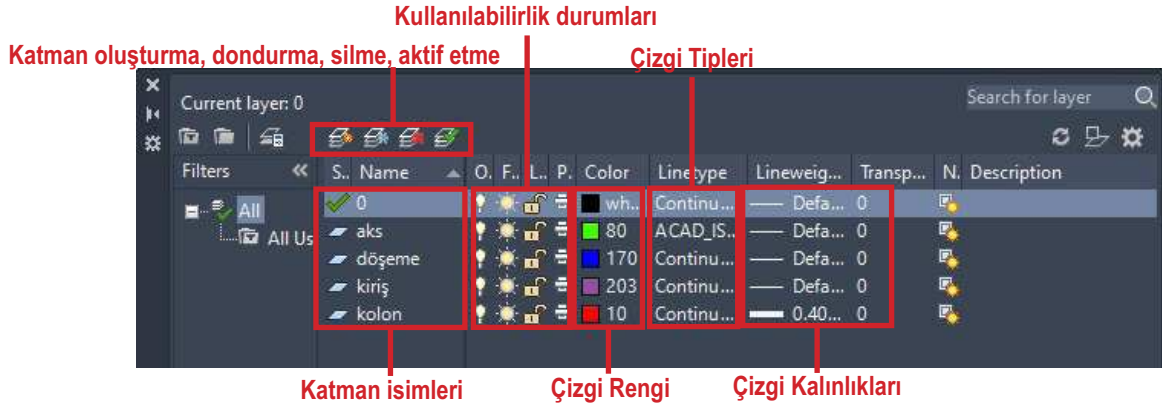 Kullanılabilirlik durumları
Katman oluşturma, dondurma, silme, aktif etme
Çizgi Tipleri
Current layer: 0
Search for layer
Filters
S.. Name O. F.. L.. P. Color Linetype Lineweig... Transp... N. Description
All
All Us
0 wh.. Continu... Defa... 0
aks 80 ACAD_IS... Defa... 0
döşeme 170 Continu... Defa... 0
kiriş 203 Continu... Defa... 0
kolon 10 Continu... 0.40... 0
Katman isimleri
Çizgi Rengi
Çizgi Kalınlıkları